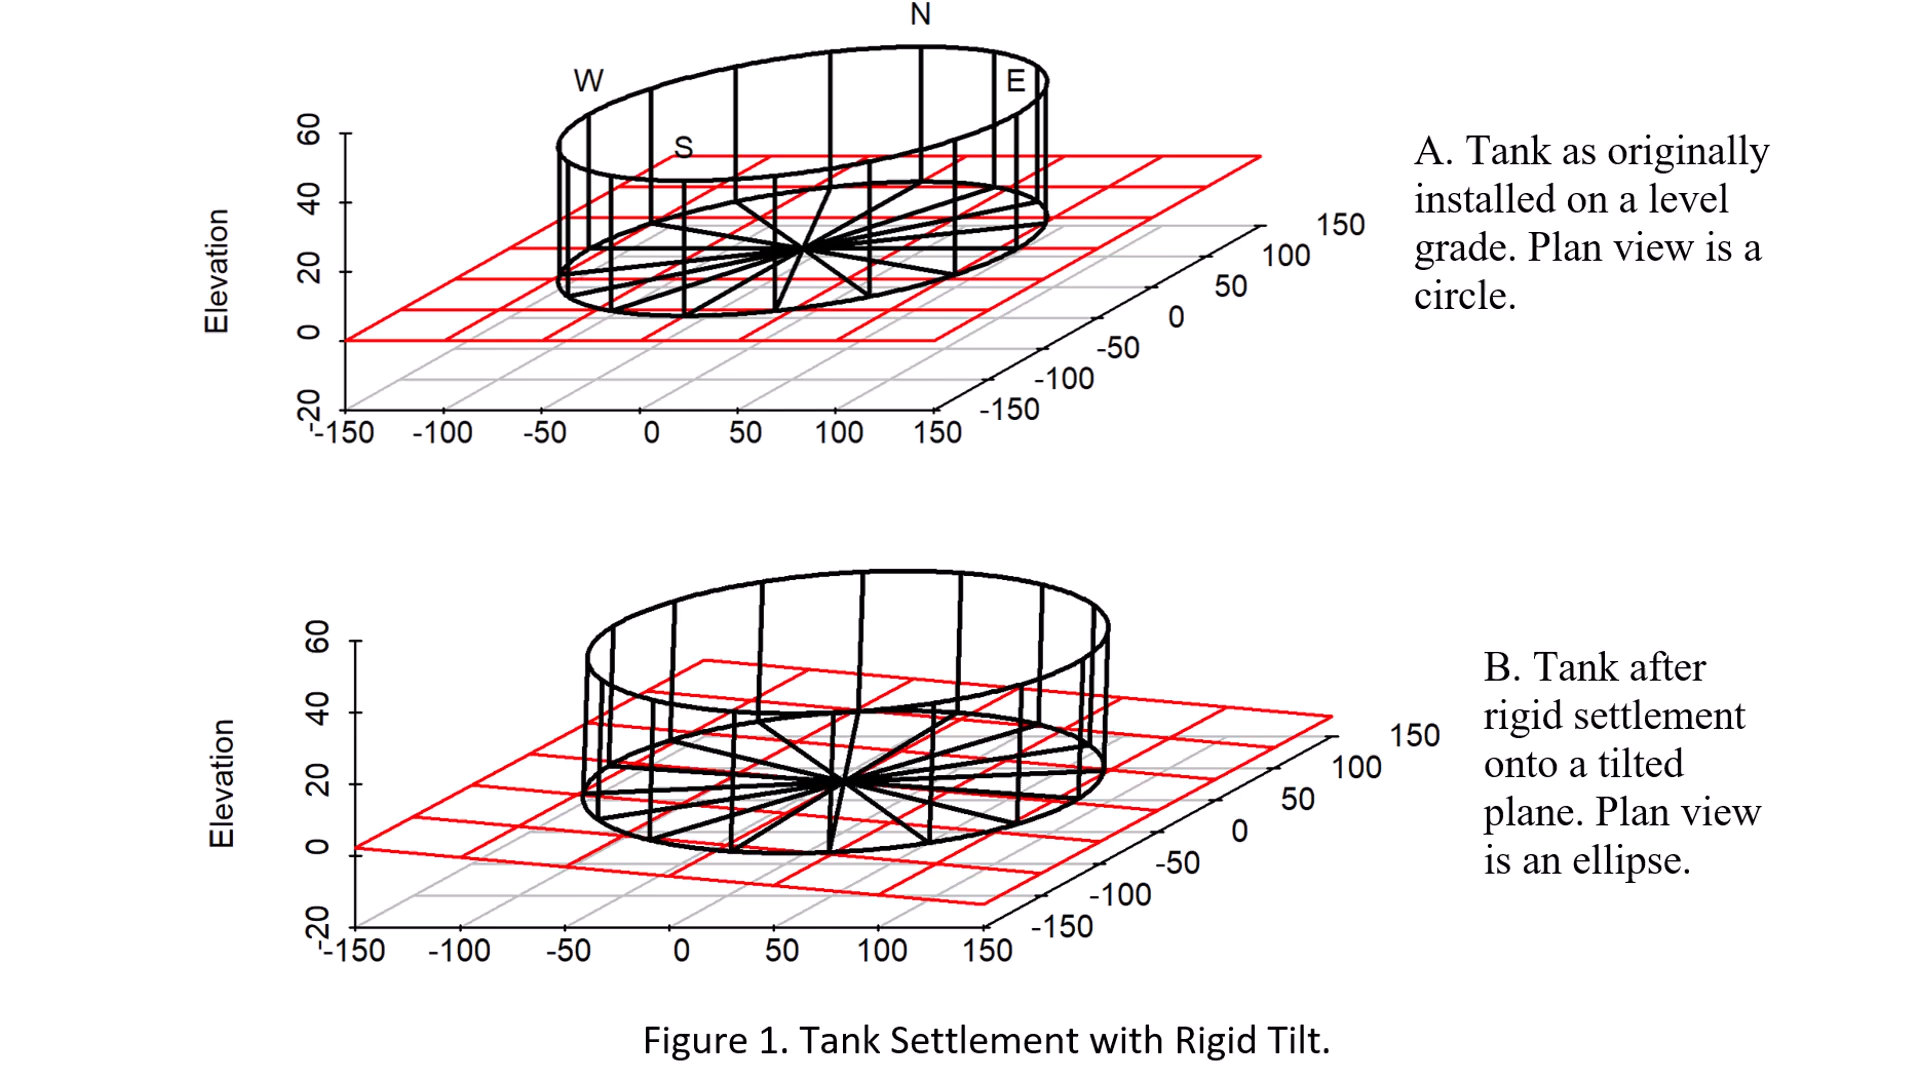 N
W
E
S
60
40
20
0
-20
Elevation
-150 -100 -50 0 50 100 150
150
100
50
0
-50
-100
-150
A. Tank as originally
installed on a level
grade. Plan view is a
circle.
60
40
20
0
-20
Elevation
-150 -100 -50 0 50 100 150
150
100
50
0
-50
-100
-150
B. Tank after
rigid settlement
onto a tilted
plane. Plan view
is an ellipse.
Figure 1. Tank Settlement with Rigid Tilt.